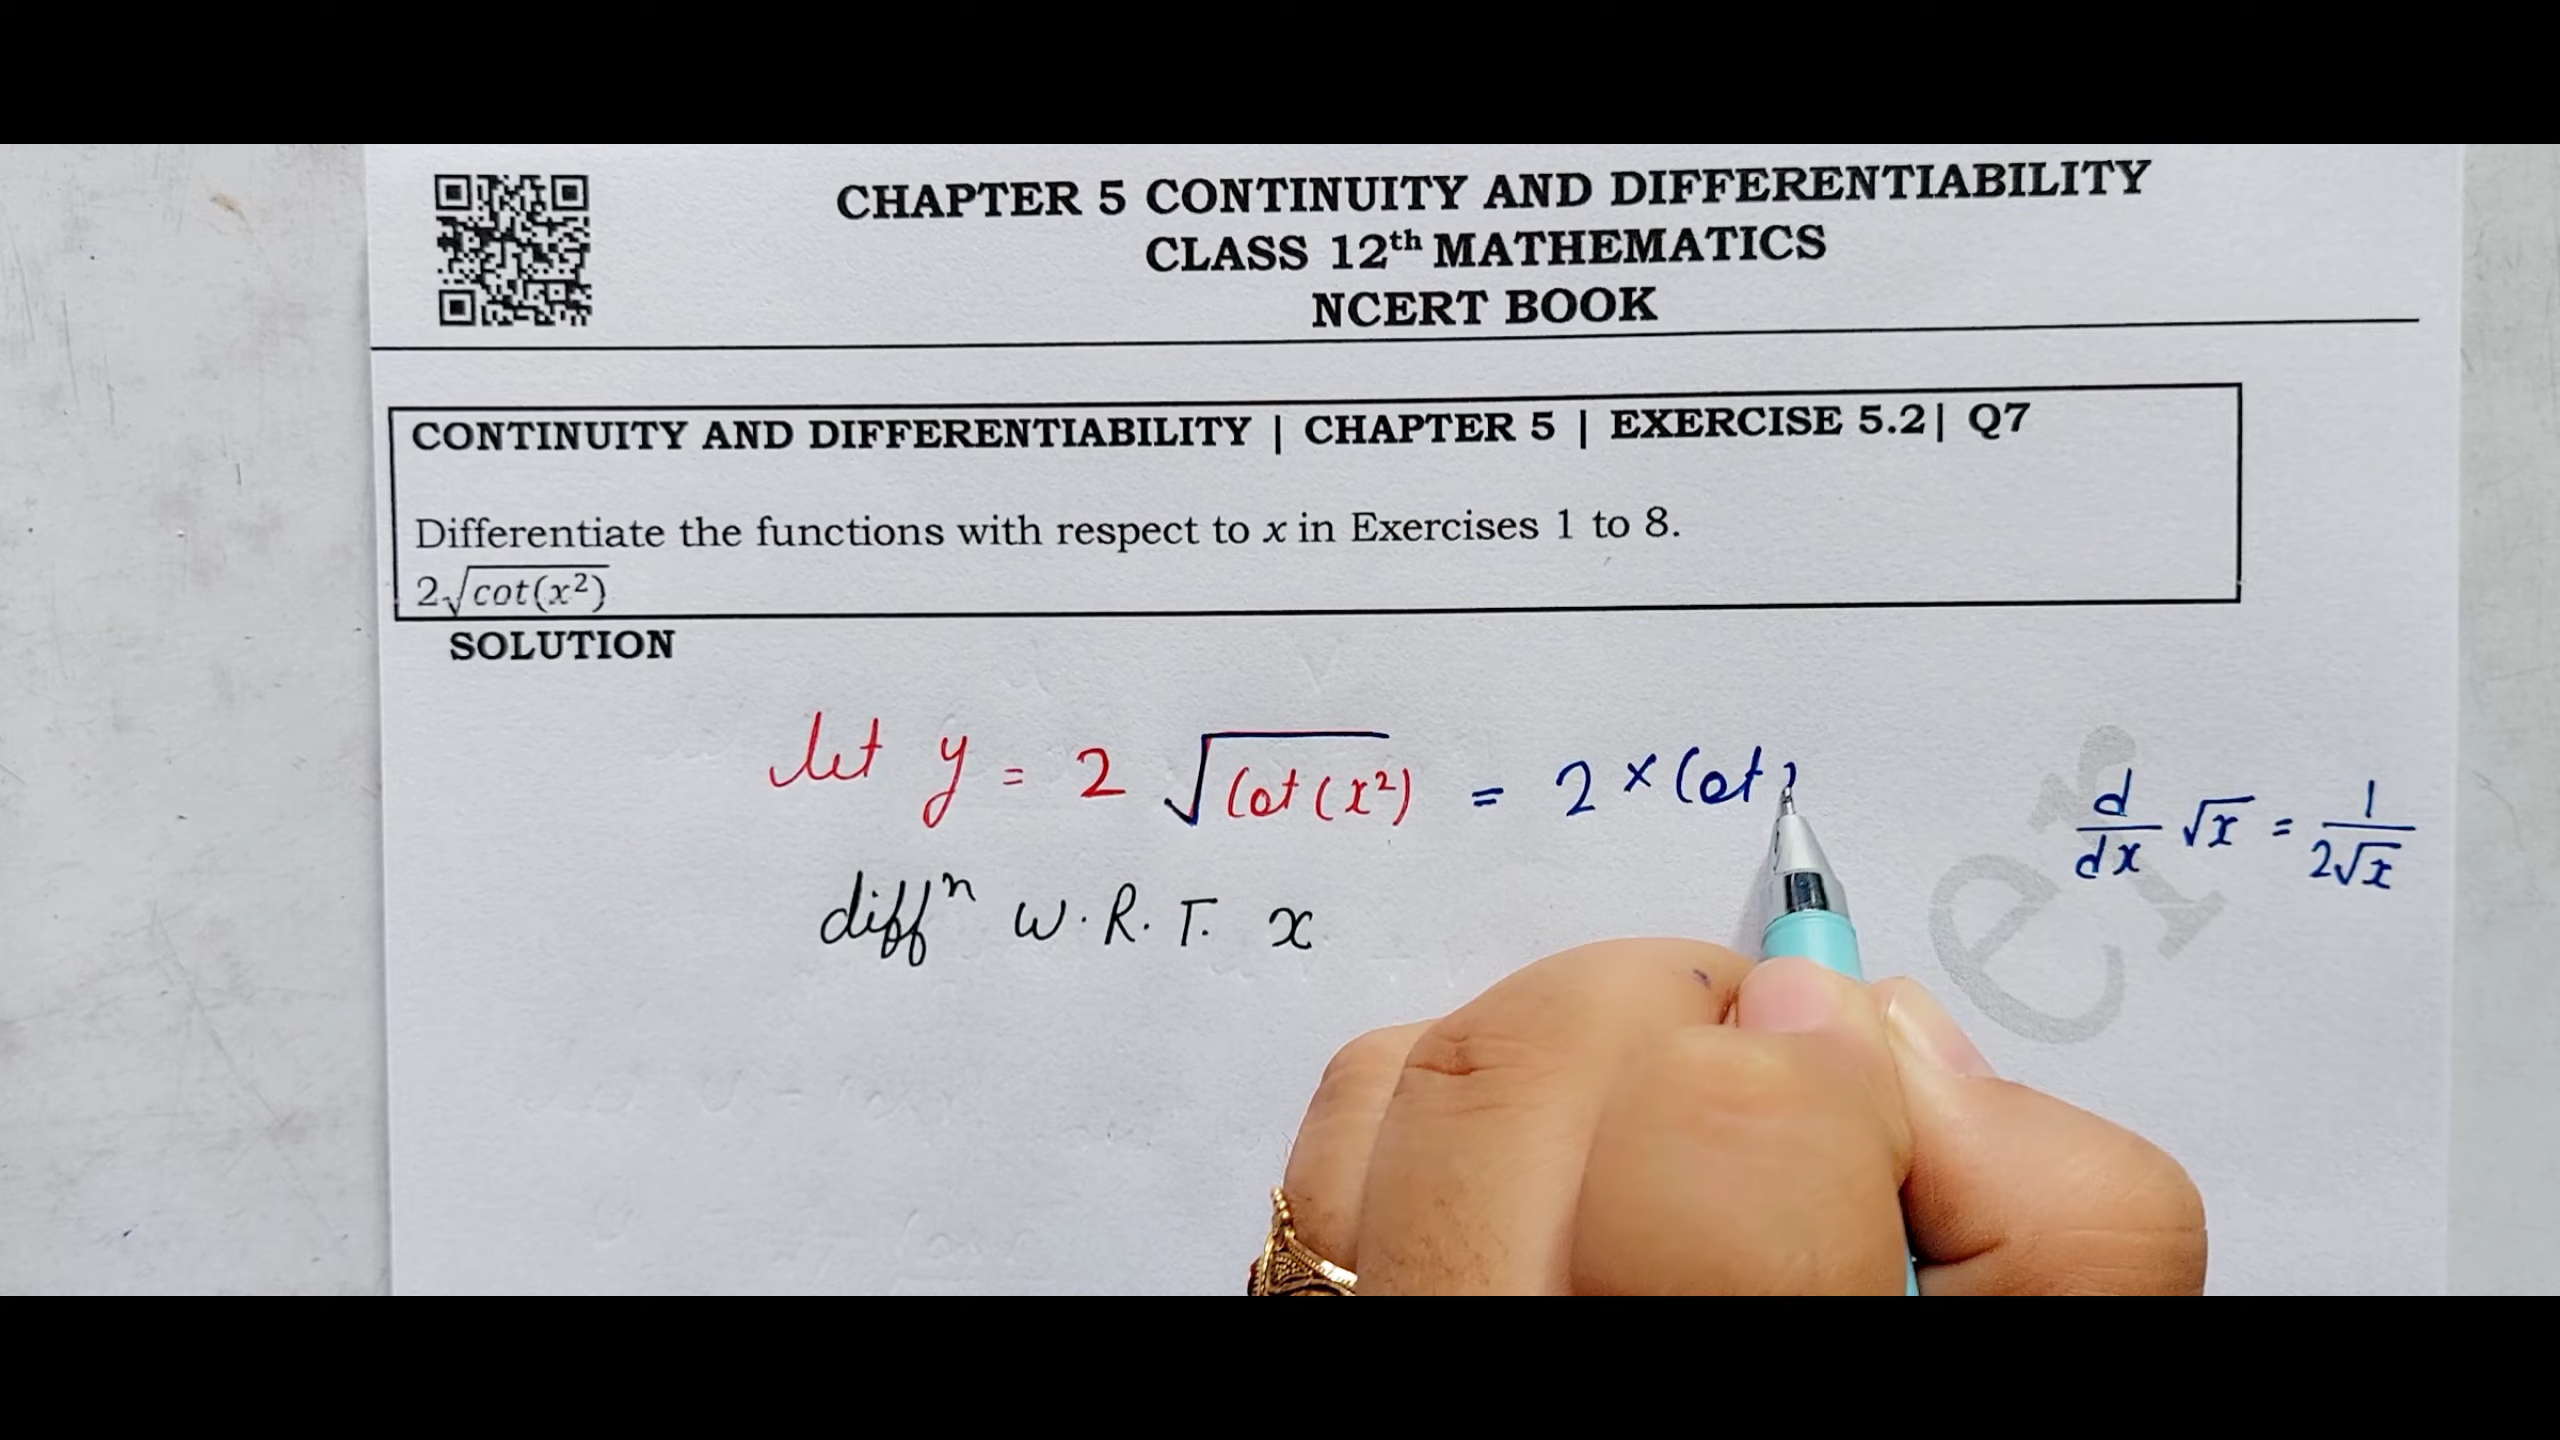 CHAPTER 5 CONTINUITY AND DIFFERENTIABILITY
CLASS 12th MATHEMATICS
NCERT BOOK
CONTINUITY AND DIFFERENTIABILITY | CHAPTER 5 | EXERCISE 5.2| Q7
Differentiate the functions with respect to x in Exercises 1 to 8.
2√cot(x²)
SOLUTION
let y = 2 √Cot(x²) = 2 × Cot
d/dx √x = 1/2√x
diffⁿ W.R.T. x
er